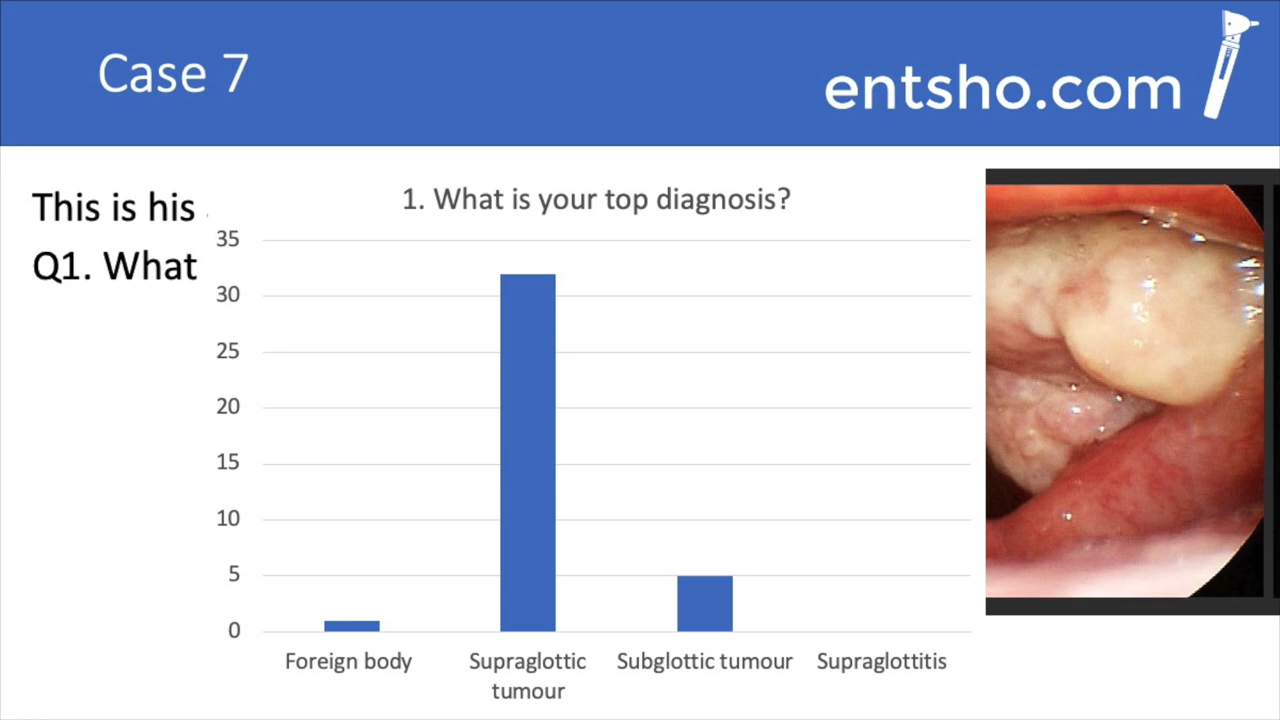 Case 7
entsho.com
This is his
Q1. What
1. What is your top diagnosis?
35
30
25
20
15
10
5
0
Foreign body
Supraglottic
tumour
Subglottic tumour
Supraglottitis